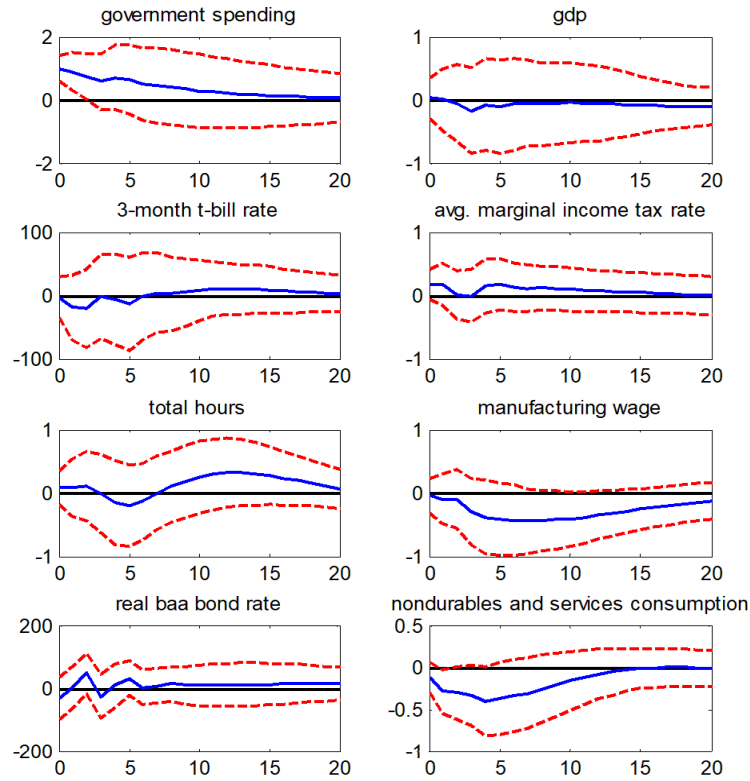 government spending
2
0
-2
0 5 10 15 20
gdp
1
0
-1
0 5 10 15 20
3-month t-bill rate
100
0
-100
0 5 10 15 20
avg. marginal income tax rate
1
0
-1
0 5 10 15 20
total hours
1
0
-1
0 5 10 15 20
manufacturing wage
1
0
-1
0 5 10 15 20
real baa bond rate
200
0
-200
0 5 10 15 20
nondurables and services consumption
0.5
0
-0.5
-1
0 5 10 15 20